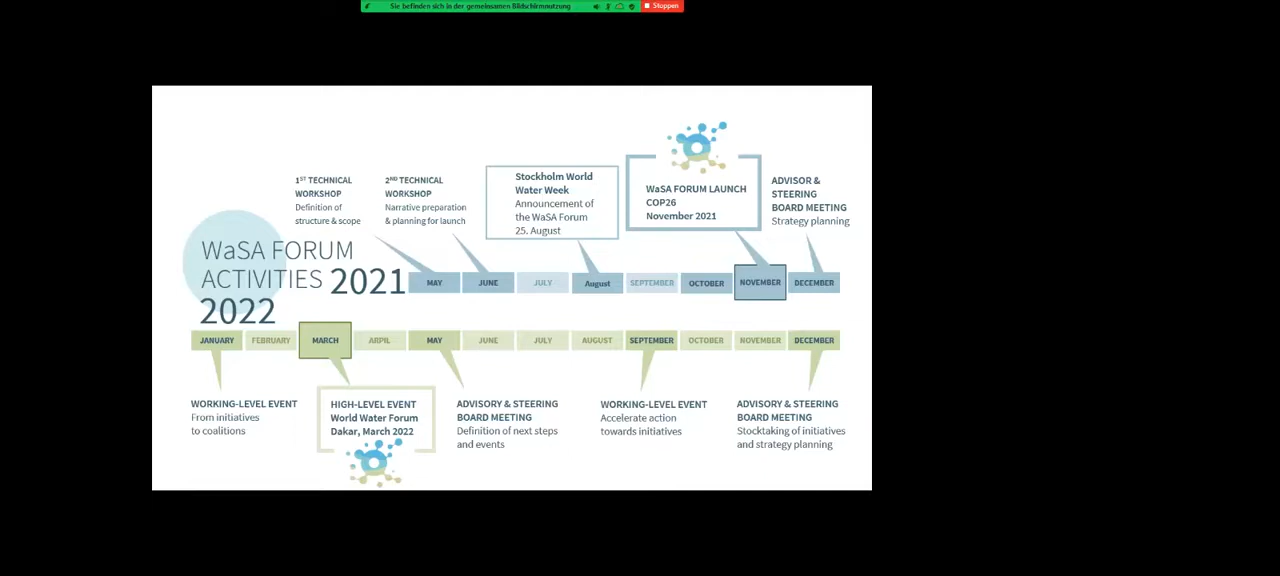 Sie befinden sich in der gemeinsamen Bildschirmnutzung
Stoppen
1ST TECHNICAL
WORKSHOP
Definition of
structure & scope
2ND TECHNICAL
WORKSHOP
Narrative preparation
& planning for launch
Stockholm World
Water Week
Announcement of
the WaSA Forum
25. August
WaSA FORUM LAUNCH
COP26
November 2021
ADVISOR &
STEERING
BOARD MEETING
Strategy planning
WaSA FORUM
ACTIVITIES 2021
MAY JUNE JULY August SEPTEMBER OCTOBER NOVEMBER DECEMBER
2022
JANUARY FEBRUARY MARCH ARPIL MAY JUNE JULY AUGUST SEPTEMBER OCTOBER NOVEMBER DECEMBER
WORKING-LEVEL EVENT
From initiatives
to coalitions
HIGH-LEVEL EVENT
World Water Forum
Dakar, March 2022
ADVISORY & STEERING
BOARD MEETING
Definition of next steps
and events
WORKING-LEVEL EVENT
Accelerate action
towards initiatives
ADVISORY & STEERING
BOARD MEETING
Stocktaking of initiatives
and strategy planning